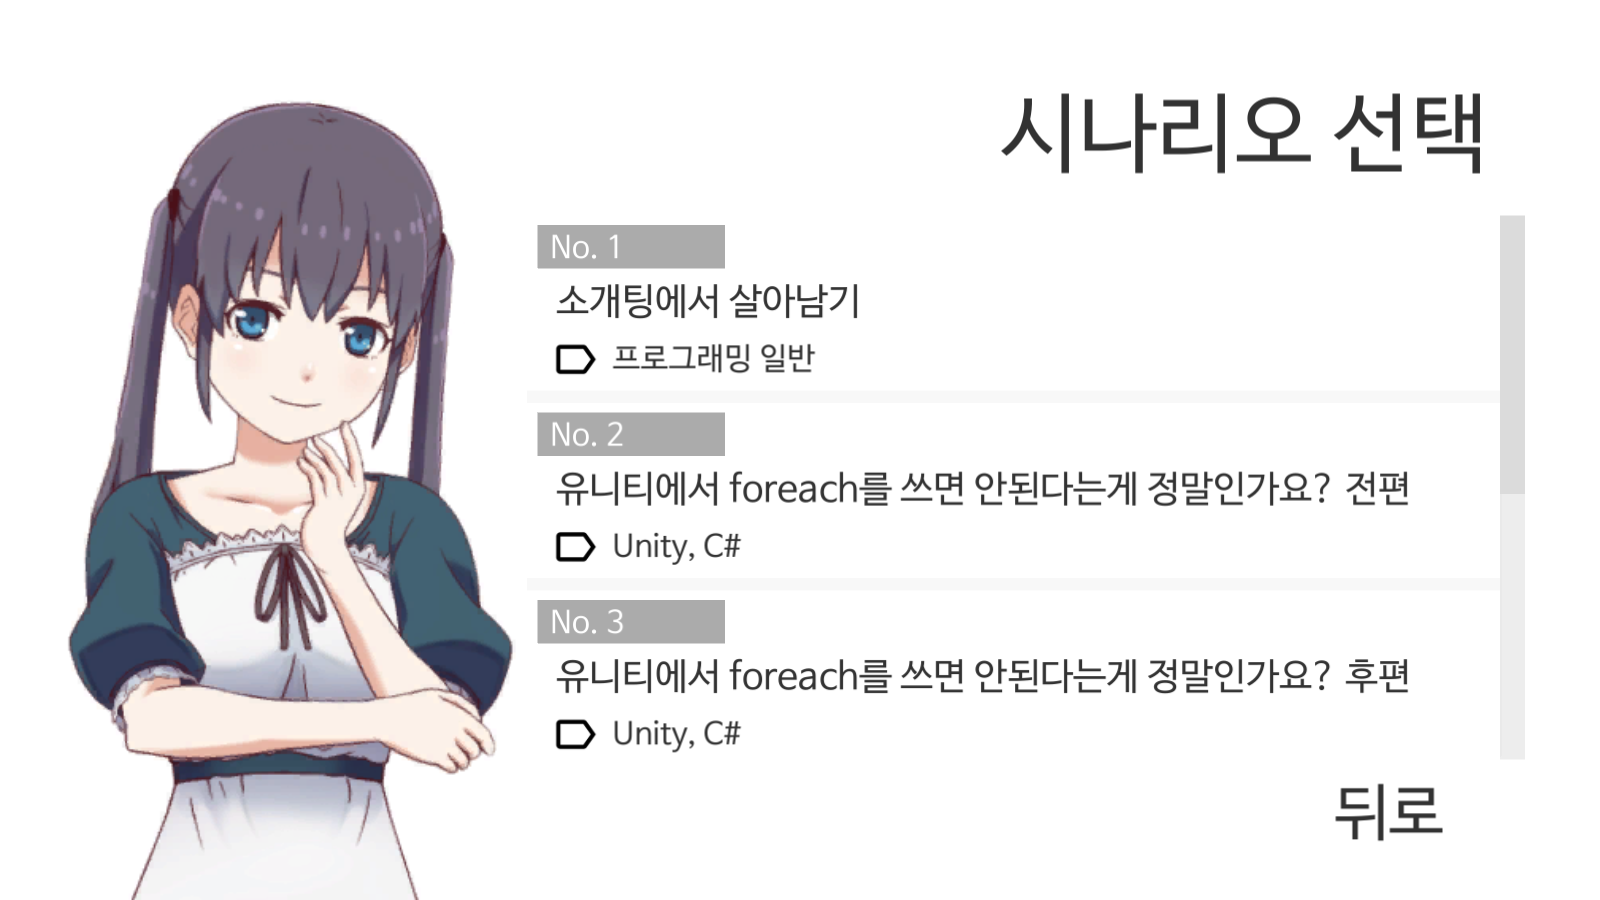 시나리오 선택
No. 1
소개팅에서 살아남기
프로그래밍 일반
No. 2
유니티에서 foreach를 쓰면 안된다는게 정말인가요? 전편
Unity, C#
No. 3
유니티에서 foreach를 쓰면 안된다는게 정말인가요? 후편
Unity, C#
뒤로